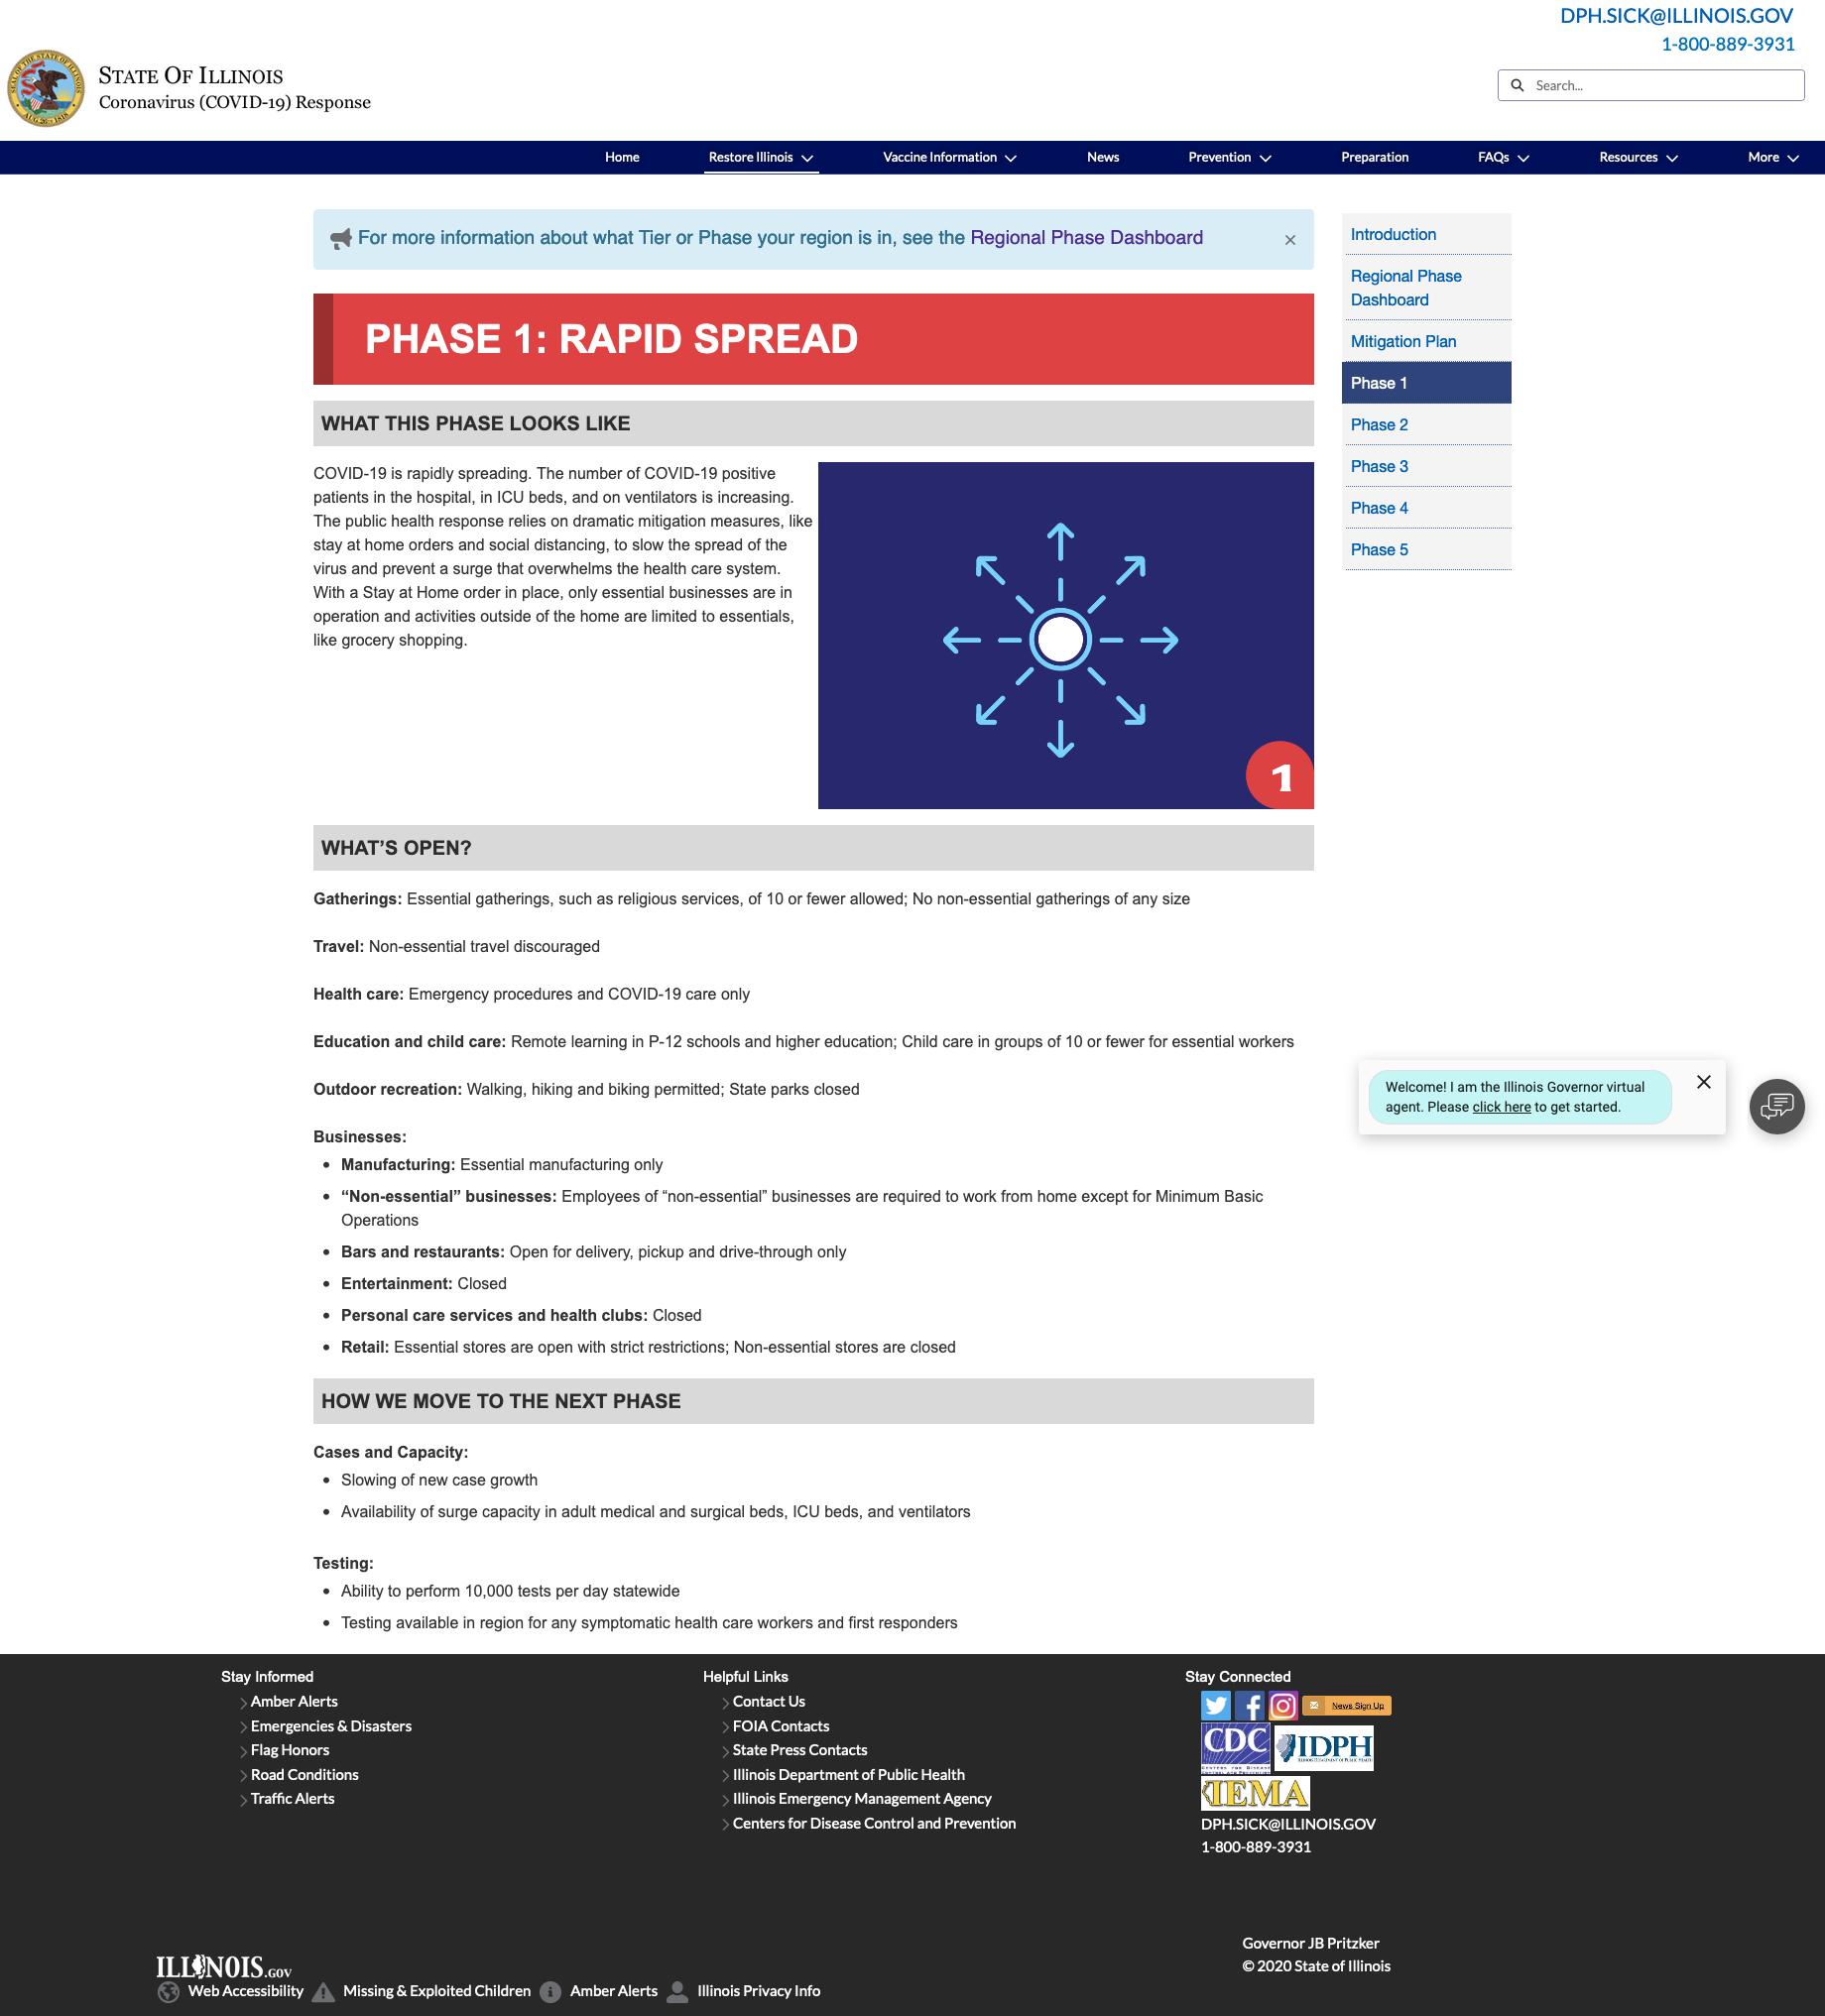 DPH.SICK@ILLINOIS.GOV
1-800-889-3931
STATE OF ILLINOIS
Coronavirus (COVID-19) Response
Search...
Home
Restore Illinois
Vaccine Information
News
Prevention
Preparation
FAQs
Resources
More
For more information about what Tier or Phase your region is in, see the Regional Phase Dashboard
×
PHASE 1: RAPID SPREAD
WHAT THIS PHASE LOOKS LIKE
COVID-19 is rapidly spreading. The number of COVID-19 positive
patients in the hospital, in ICU beds, and on ventilators is increasing.
The public health response relies on dramatic mitigation measures, like
stay at home orders and social distancing, to slow the spread of the
virus and prevent a surge that overwhelms the health care system.
With a Stay at Home order in place, only essential businesses are in
operation and activities outside of the home are limited to essentials,
like grocery shopping.
1
Introduction
Regional Phase
Dashboard
Mitigation Plan
Phase 1
Phase 2
Phase 3
Phase 4
Phase 5
WHAT’S OPEN?
Gatherings: Essential gatherings, such as religious services, of 10 or fewer allowed; No non-essential gatherings of any size
Travel: Non-essential travel discouraged
Health care: Emergency procedures and COVID-19 care only
Education and child care: Remote learning in P-12 schools and higher education; Child care in groups of 10 or fewer for essential workers
Outdoor recreation: Walking, hiking and biking permitted; State parks closed
Businesses:
• Manufacturing: Essential manufacturing only
• “Non-essential” businesses: Employees of “non-essential” businesses are required to work from home except for Minimum Basic
Operations
• Bars and restaurants: Open for delivery, pickup and drive-through only
• Entertainment: Closed
• Personal care services and health clubs: Closed
• Retail: Essential stores are open with strict restrictions; Non-essential stores are closed
Welcome! I am the Illinois Governor virtual
agent. Please click here to get started.
HOW WE MOVE TO THE NEXT PHASE
Cases and Capacity:
• Slowing of new case growth
• Availability of surge capacity in adult medical and surgical beds, ICU beds, and ventilators
Testing:
• Ability to perform 10,000 tests per day statewide
• Testing available in region for any symptomatic health care workers and first responders
Stay Informed
Amber Alerts
Emergencies & Disasters
Flag Honors
Road Conditions
Traffic Alerts
Helpful Links
Contact Us
FOIA Contacts
State Press Contacts
Illinois Department of Public Health
Illinois Emergency Management Agency
Centers for Disease Control and Prevention
Stay Connected
News Sign Up
CDC
CENTERS FOR DISEASE
CONTROL AND PREVENTION
IDPH
ILLINOIS DEPARTMENT OF PUBLIC HEALTH
IEMA
DPH.SICK@ILLINOIS.GOV
1-800-889-3931
Governor JB Pritzker
© 2020 State of Illinois
ILLINOIS.GOV
Web Accessibility
Missing & Exploited Children
Amber Alerts
Illinois Privacy Info